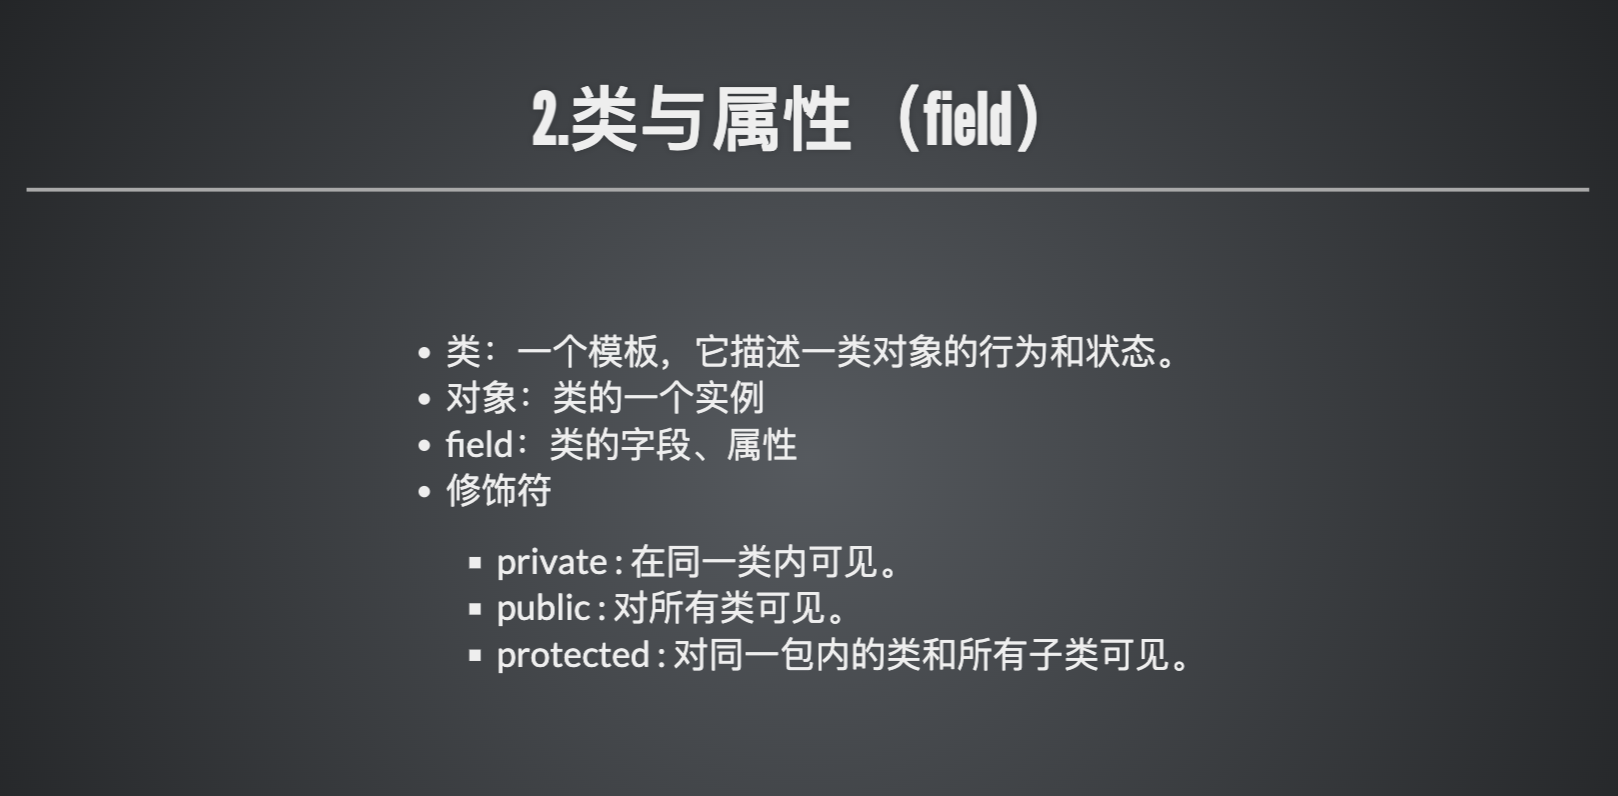 2.类与属性（field）
类：一个模板，它描述一类对象的行为和状态。
对象：类的一个实例
field：类的字段、属性
修饰符
private : 在同一类内可见。
public : 对所有类可见。
protected : 对同一包内的类和所有子类可见。